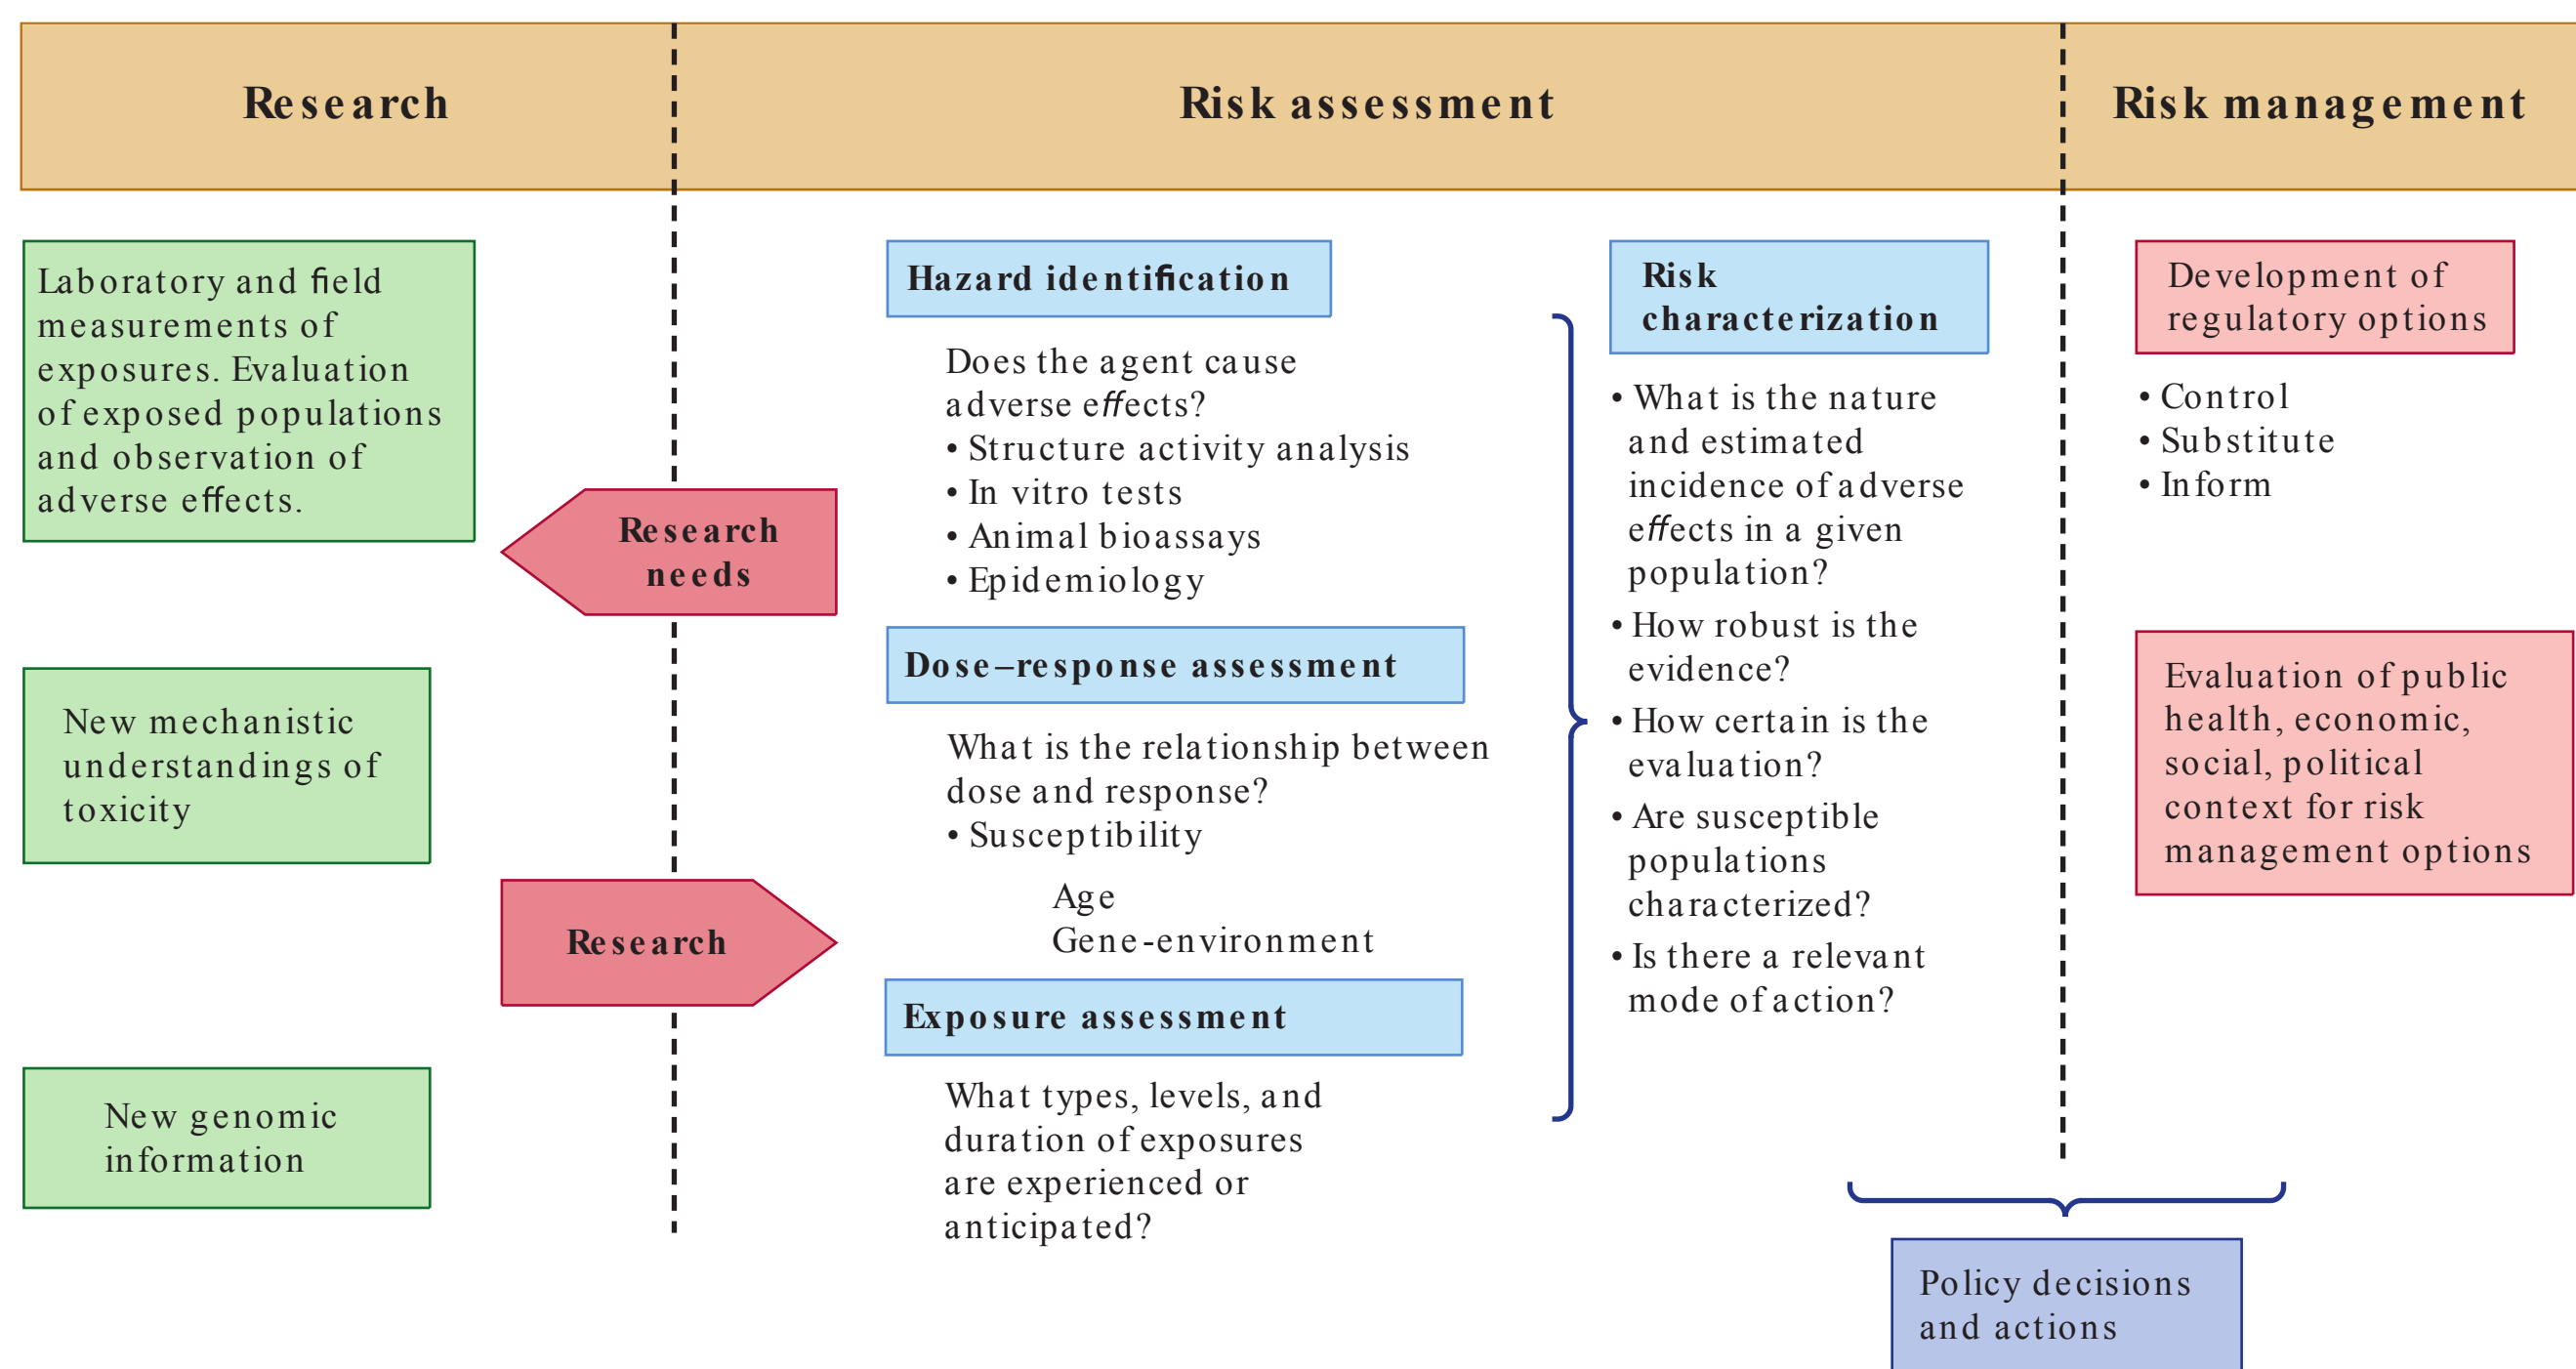 Research
Risk assessment
Risk management
Laboratory and field
measurements of
exposures. Evaluation
of exposed populations
and observation of
adverse effects.
New mechanistic
understandings of
toxicity
New genomic
information
Research
needs
Research
Hazard identification
Does the agent cause
adverse effects?
• Structure activity analysis
• In vitro tests
• Animal bioassays
• Epidemiology
Dose–response assessment
What is the relationship between
dose and response?
• Susceptibility
Age
Gene-environment
Exposure assessment
What types, levels, and
duration of exposures
are experienced or
anticipated?
Risk
characterization
• What is the nature
and estimated
incidence of adverse
effects in a given
population?
• How robust is the
evidence?
• How certain is the
evaluation?
• Are susceptible
populations
characterized?
• Is there a relevant
mode of action?
Development of
regulatory options
• Control
• Substitute
• Inform
Evaluation of public
health, economic,
social, political
context for risk
management options
Policy decisions
and actions